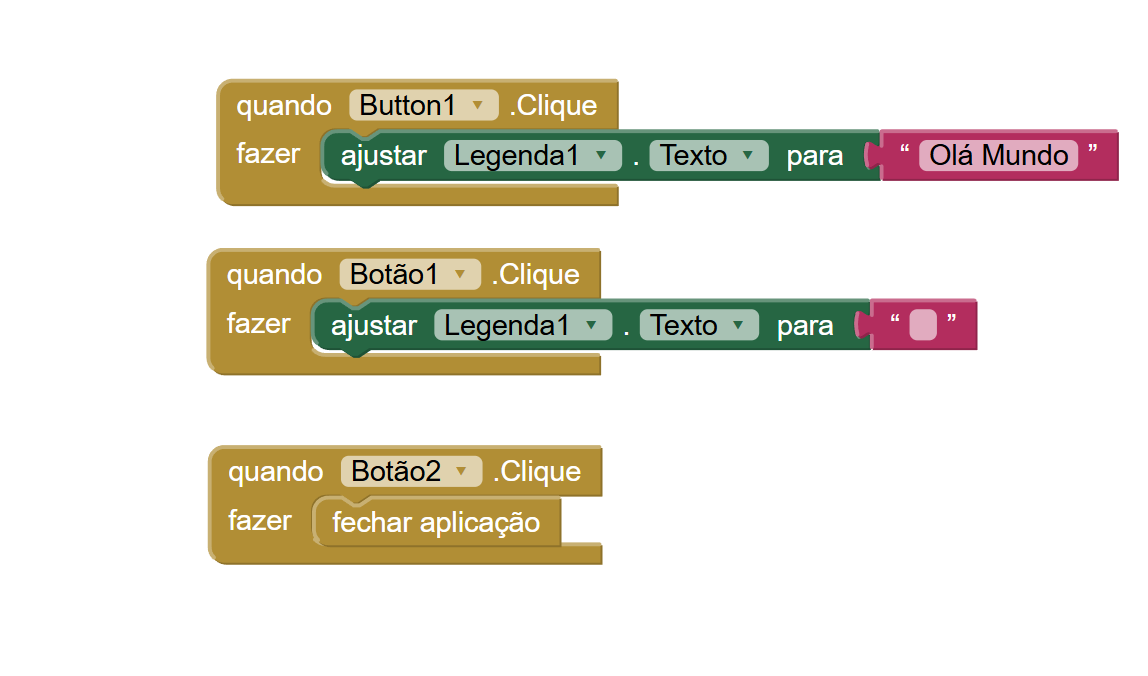 quando Button1 .Clique
fazer ajustar Legenda1 . Texto para “ Olá Mundo ”
quando Botão1 .Clique
fazer ajustar Legenda1 . Texto para “ ”
quando Botão2 .Clique
fazer fechar aplicação